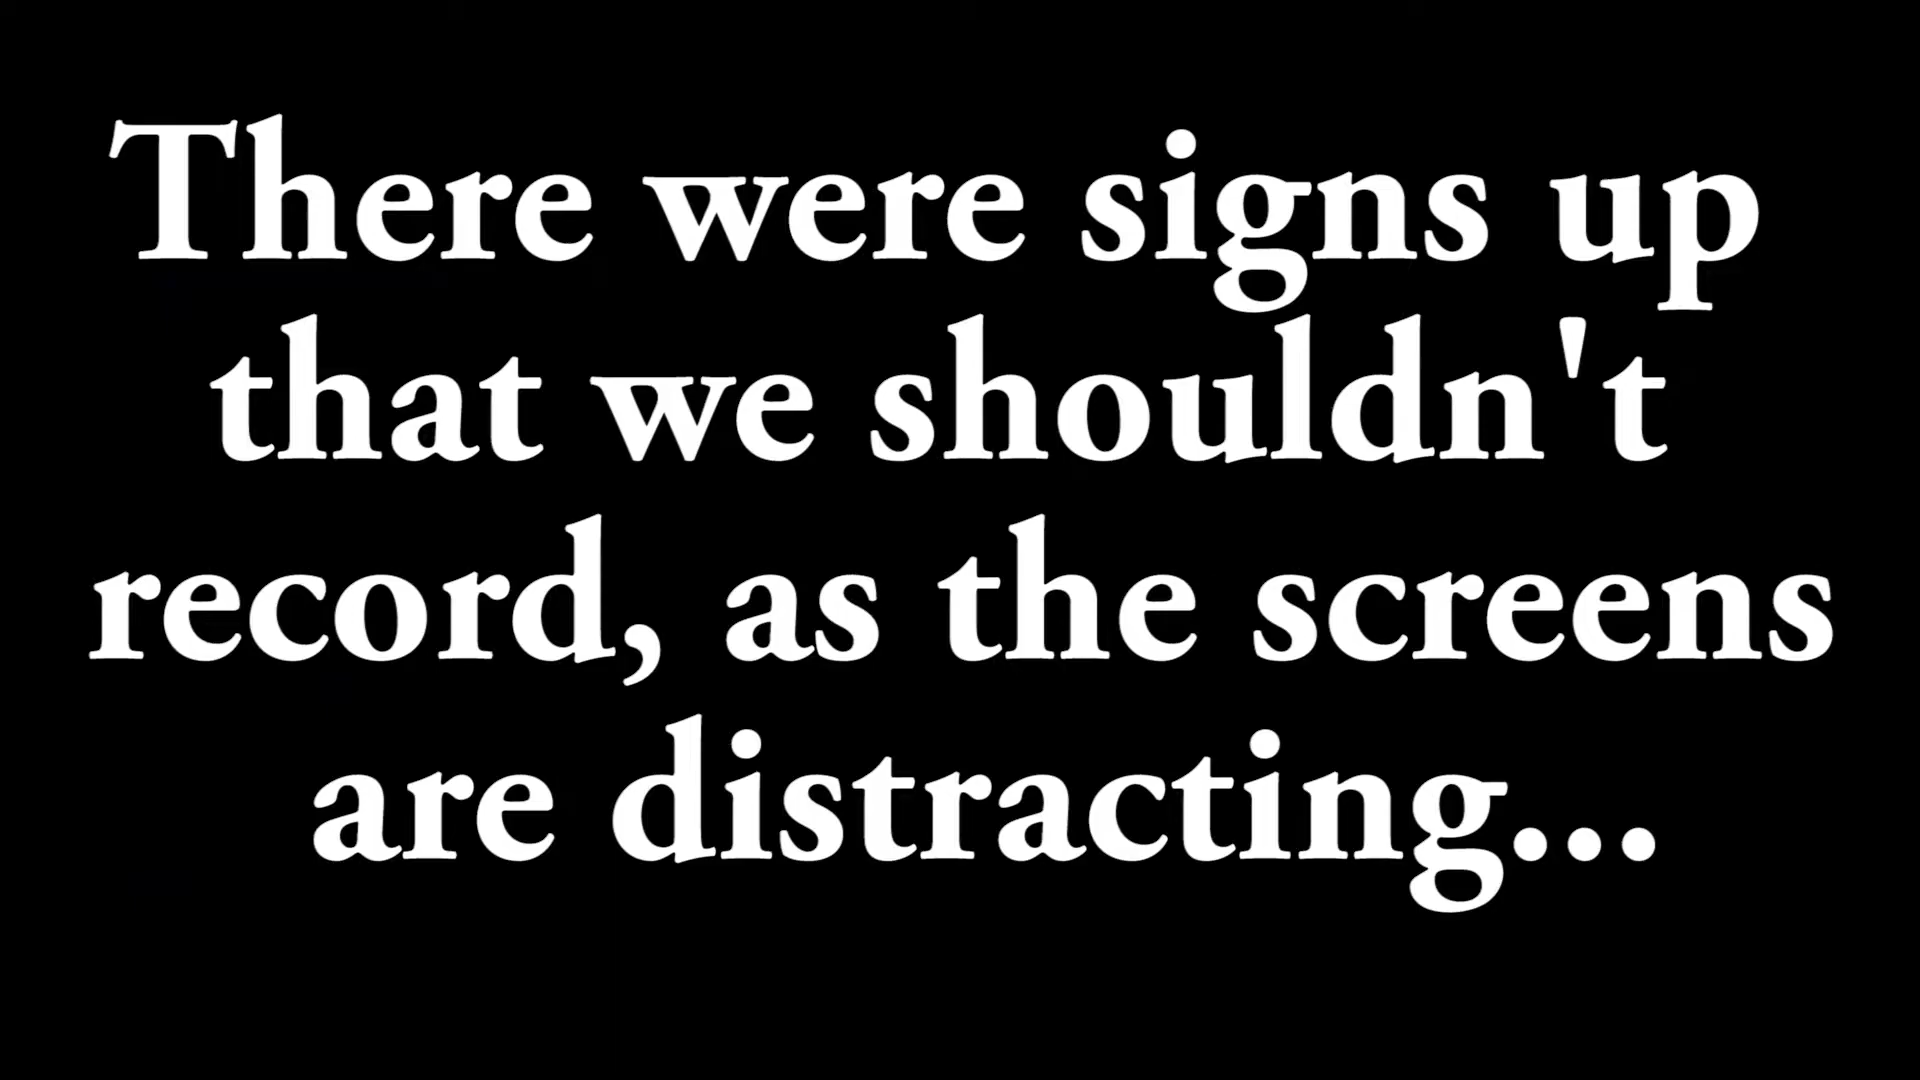 There were signs up
that we shouldn't
record, as the screens
are distracting...